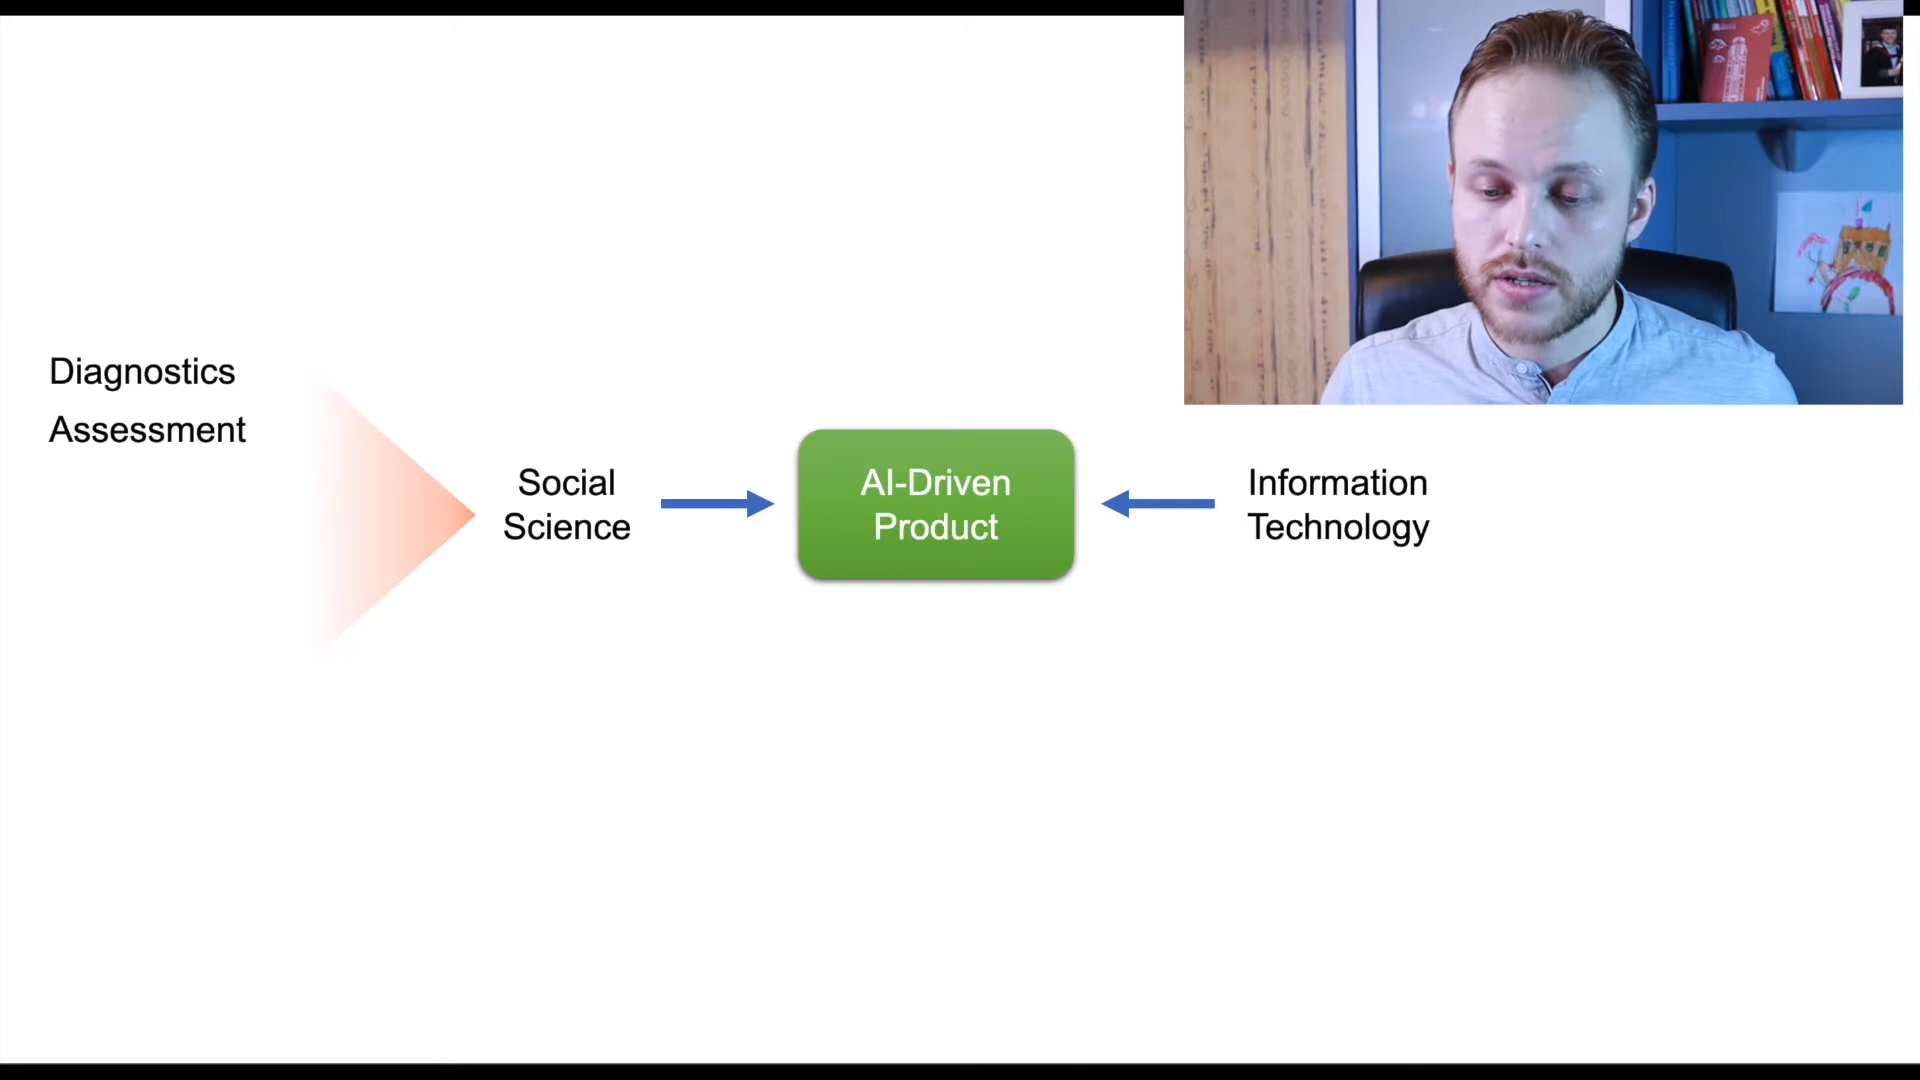 Diagnostics
Assessment
Social
Science
AI-Driven
Product
Information
Technology